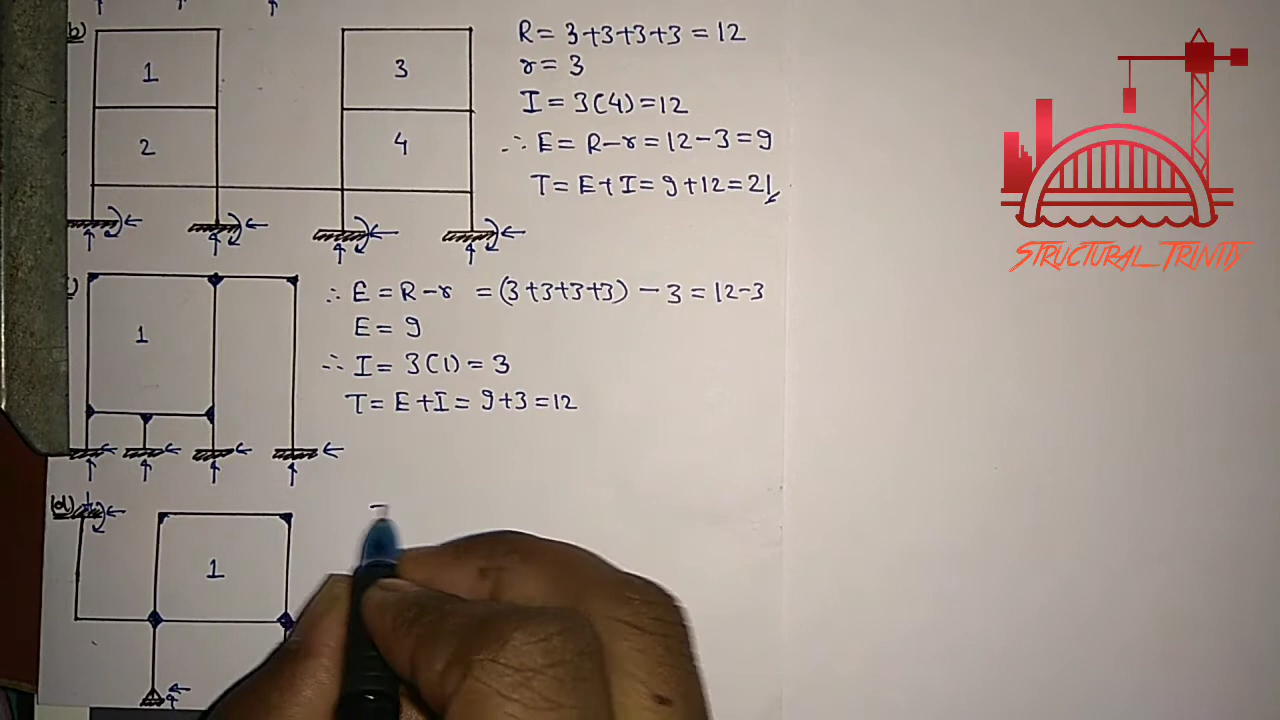 b)
1
2
3
4
R = 3+3+3+3 = 12
r = 3
I = 3(4) = 12
∴ E = R-r = 12-3 = 9
T = E+I = 9+12 = 21
1
∴ E = R-r = (3+3+3+3) - 3 = 12-3
E = 9
∴ I = 3(1) = 3
T = E+I = 9+3 = 12
(d)
1
STRUCTURAL_TRINITY